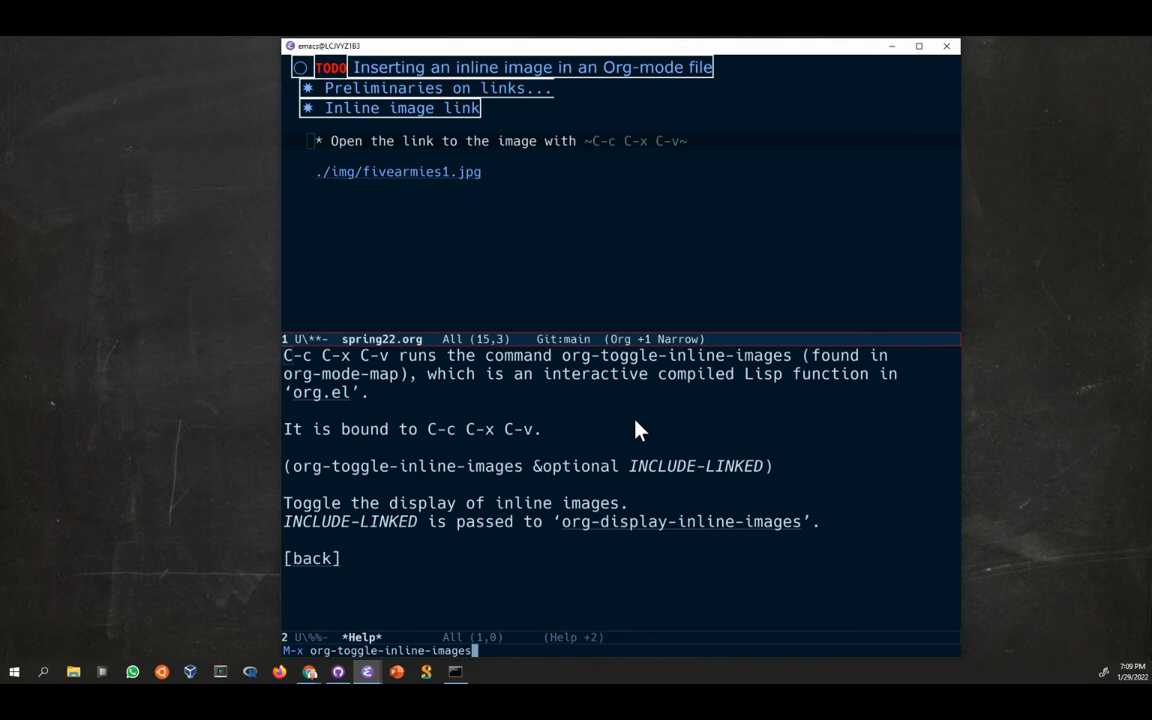 emacs@LCJVYZ1B3
TODO Inserting an inline image in an Org-mode file
Preliminaries on links...
Inline image link
* Open the link to the image with ~C-c C-x C-v~
./img/fivearmies1.jpg
1 U\**- spring22.org All (15,3) Git:main (Org +1 Narrow)
C-c C-x C-v runs the command org-toggle-inline-images (found in
org-mode-map), which is an interactive compiled Lisp function in
‘org.el’.
It is bound to C-c C-x C-v.
(org-toggle-inline-images &optional INCLUDE-LINKED)
Toggle the display of inline images.
INCLUDE-LINKED is passed to ‘org-display-inline-images’.
[back]
2 U\%%- *Help* All (1,0) (Help +2)
M-x org-toggle-inline-images
7:09 PM
1/29/2022